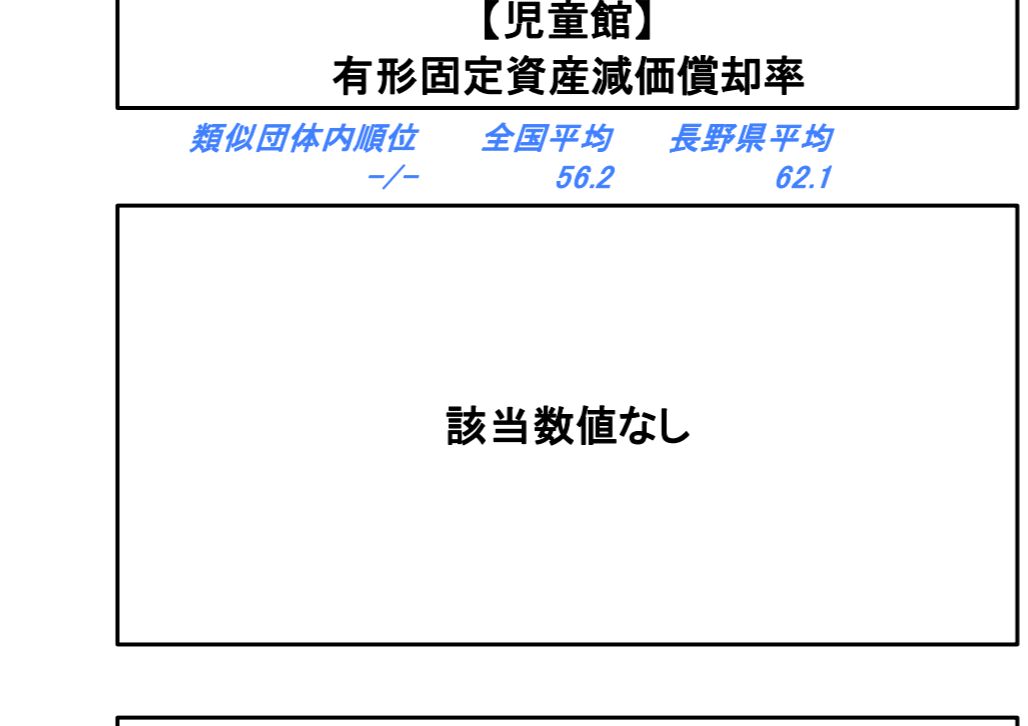 【児童館】
有形固定資産減価償却率
類似団体内順位 全国平均 長野県平均
-/- 56.2 62.1
該当数値なし